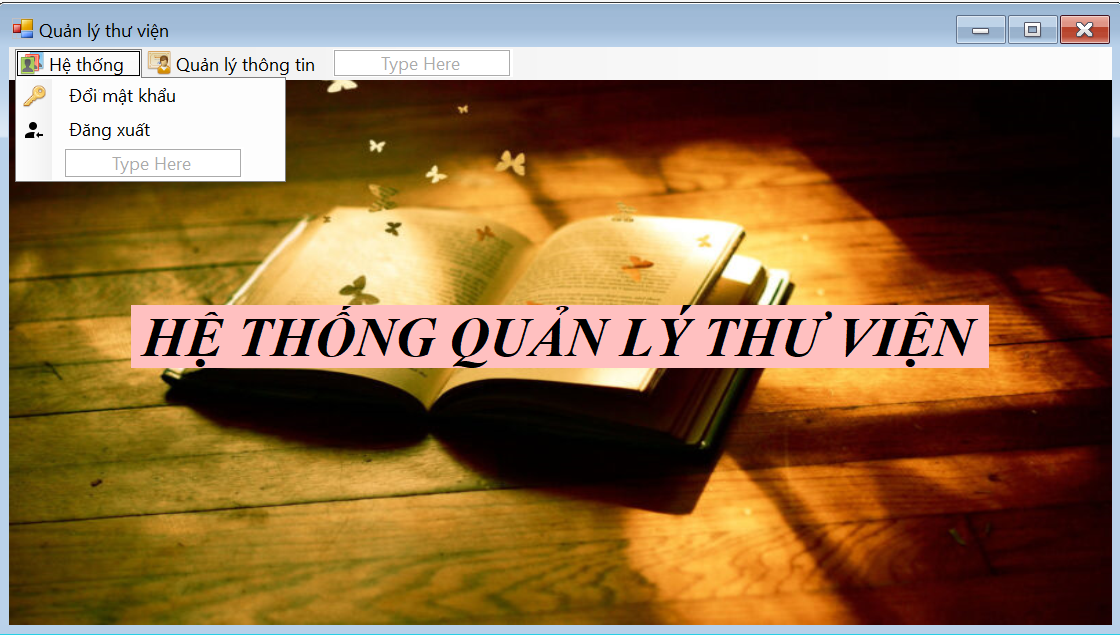 Quản lý thư viện
Hệ thống Quản lý thông tin Type Here
Đổi mật khẩu
Đăng xuất
Type Here
HỆ THỐNG QUẢN LÝ THƯ VIỆN